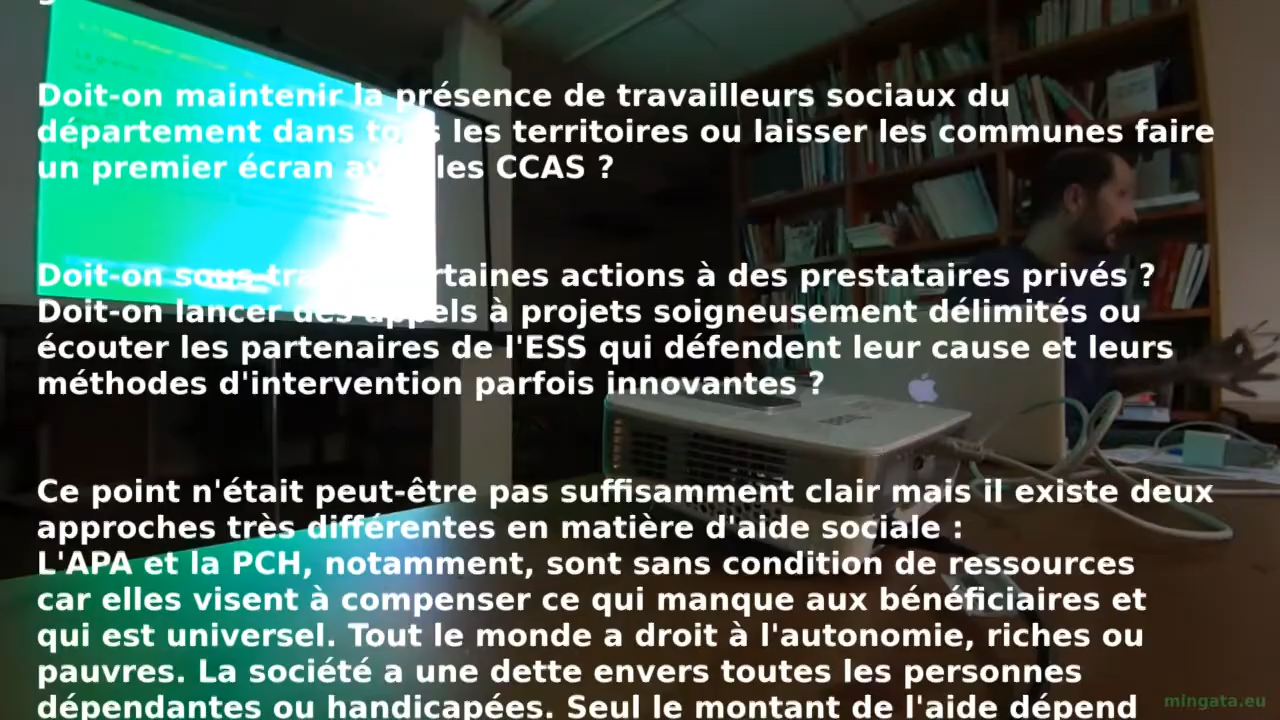 Doit-on maintenir la présence de travailleurs sociaux du
département dans tous les territoires ou laisser les communes faire
un premier écran avec les CCAS ?
Doit-on sous-traiter certaines actions à des prestataires privés ?
Doit-on lancer des appels à projets soigneusement délimités ou
écouter les partenaires de l'ESS qui défendent leur cause et leurs
méthodes d'intervention parfois innovantes ?
Ce point n'était peut-être pas suffisamment clair mais il existe deux
approches très différentes en matière d'aide sociale :
L'APA et la PCH, notamment, sont sans condition de ressources
car elles visent à compenser ce qui manque aux bénéficiaires et
qui est universel. Tout le monde a droit à l'autonomie, riches ou
pauvres. La société a une dette envers toutes les personnes
dépendantes ou handicapées. Seul le montant de l'aide dépend
mingata.eu